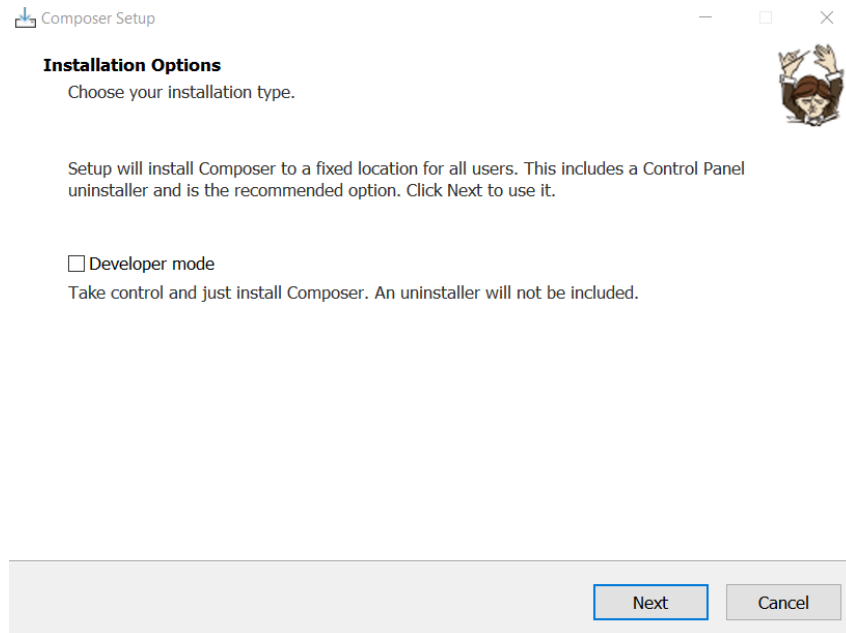 Composer Setup
Installation Options
Choose your installation type.
Setup will install Composer to a fixed location for all users. This includes a Control Panel
uninstaller and is the recommended option. Click Next to use it.
Developer mode
Take control and just install Composer. An uninstaller will not be included.
Next
Cancel